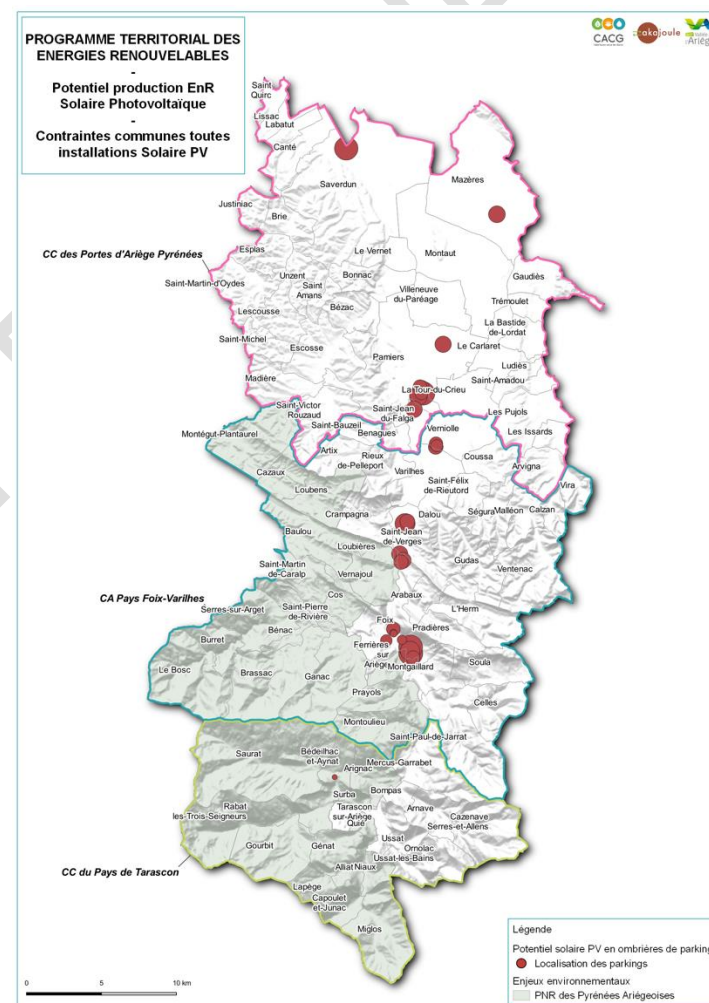 PROGRAMME TERRITORIAL DES
ENERGIES RENOUVELABLES
-
Potentiel production EnR
Solaire Photovoltaïque
-
Contraintes communes toutes
installations Solaire PV
CACG
akajoule
Ariège
Saint
Quirc
Lissac
Labatut
Canté
Saverdun
Mazères
Justiniac
Brie
Esplas
Le Vernet
Montaut
CC des Portes d'Ariège Pyrénées
Gaudiès
Saint-Martin-d'Oydes
Unzent
Bonnac
Saint
Amans
Villeneuve
du-Paréage
Trémoulet
Bézac
Lescousse
La Bastide
de-Lordat
Saint-Michel
Escosse
Pamiers
Le Carlaret
Ludiès
Madière
La Tour-du-Crieu
Saint-Amadou
Saint-Victor
Rouzaud
Saint-Jean
du-Falga
Les Pujols
Saint-Bauzeil
Verniolle
Les Issards
Montégut-Plantaurel
Benagues
Artix
Rieux
de-Pelleport
Coussa
Arvigna
Cazaux
Varilhes
Vira
Loubens
Saint-Félix
de-Rieutord
Crampagna
Dalou
Ségura
Malléon
Calzan
Baulou
Saint-Jean
de-Verges
Loubières
Gudas
Ventenac
Saint-Martin
de-Caralp
Vernajoul
CA Pays Foix-Varilhes
Cos
Arabaux
Serres-sur-Arget
Saint-Pierre
de-Rivière
L'Herm
Burret
Bénac
Foix
Pradières
Ferrières
sur
Ariège
Le Bosc
Brassac
Ganac
Montgaillard
Soula
Prayols
Celles
Montoulieu
Saint-Paul-de-Jarrat
Saurat
Bédeilhac
et-Aynat
Mercus-Garrabet
Arignac
Surba
Bompas
Rabat
les-Trois-Seigneurs
Tarascon
sur-Ariège
Quié
Arnave
Cazenave
Serres-et-Allens
Gourbit
Génat
Ussat
Ornolac
Ussat-les-Bains
CC du Pays de Tarascon
Alliat
Niaux
Lapège
Capoulet
et-Junac
Miglos
Légende
Potentiel solaire PV en ombrières de parking
Localisation des parkings
Enjeux environnementaux
PNR des Pyrénées Ariégeoises
0 5 10 km